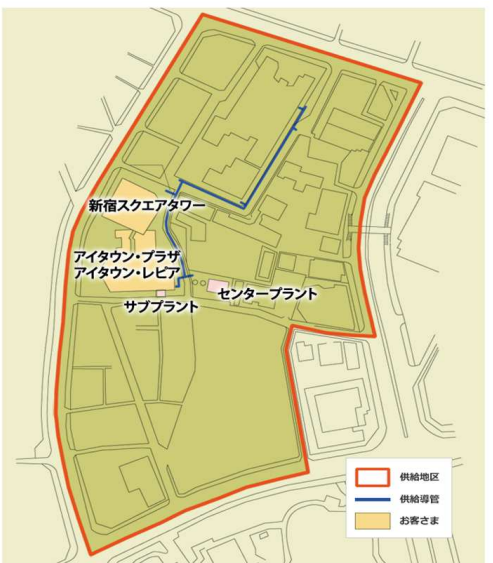 新宿スクエアタワー
アイタウン・プラザ
アイタウン・レピア
センタープラント
サブプラント
供給地区
供給導管
お客さま